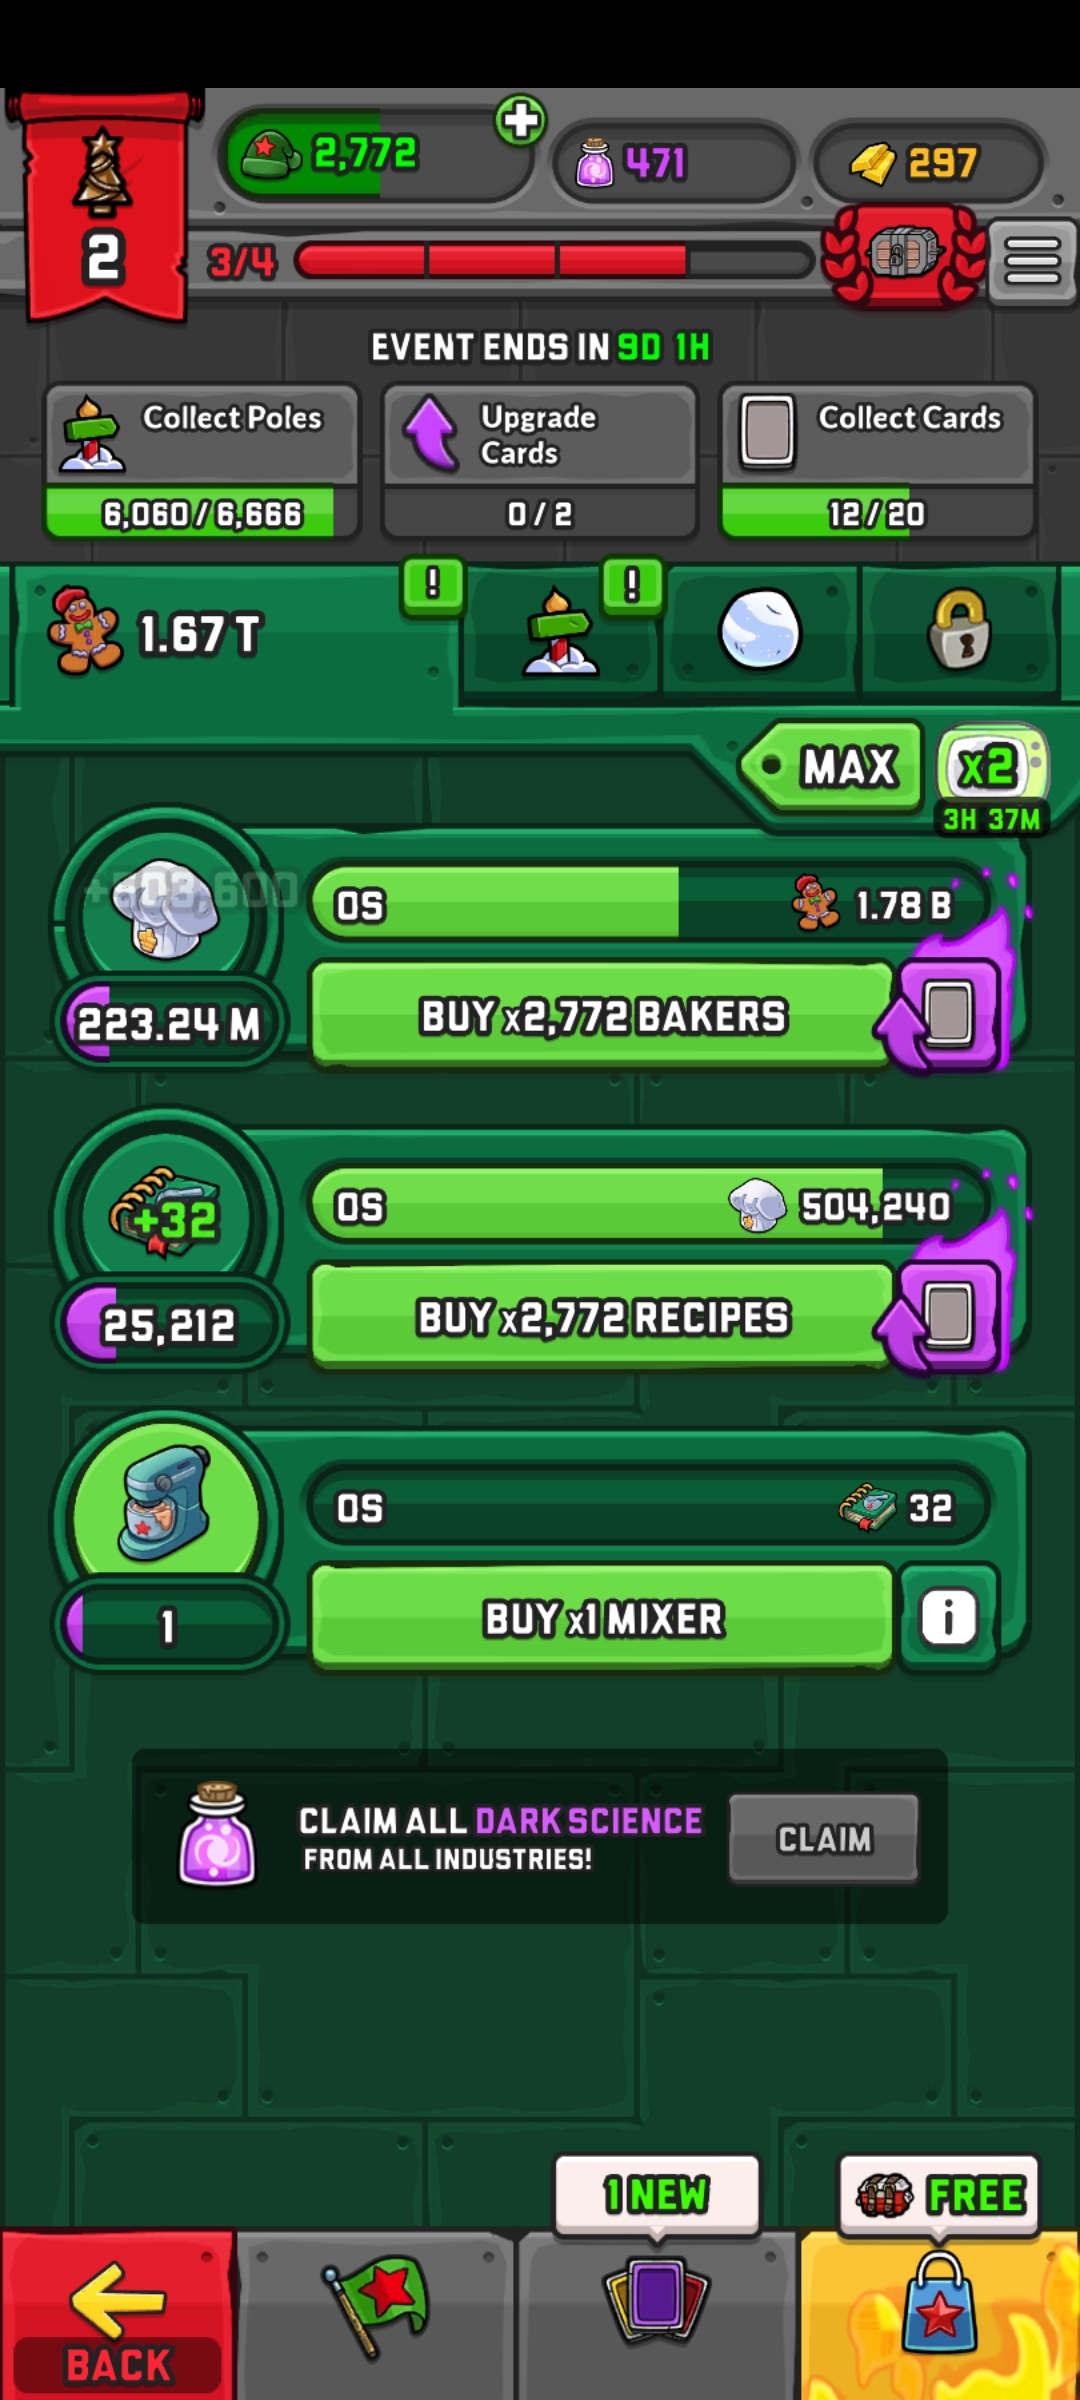 2,772
471
297
2
3/4
EVENT ENDS IN 9D 1H
Collect Poles
6,060/6,666
Upgrade
Cards
0/2
Collect Cards
12/20
1.67 T
!
!
MAX
x2
3H 37M
+503,600
0S
1.78 B
223.24 M
BUY x2,772 BAKERS
+32
0S
504,240
25,212
BUY x2,772 RECIPES
0S
32
1
BUY x1 MIXER
i
CLAIM ALL DARK SCIENCE
FROM ALL INDUSTRIES!
CLAIM
1 NEW
FREE
BACK